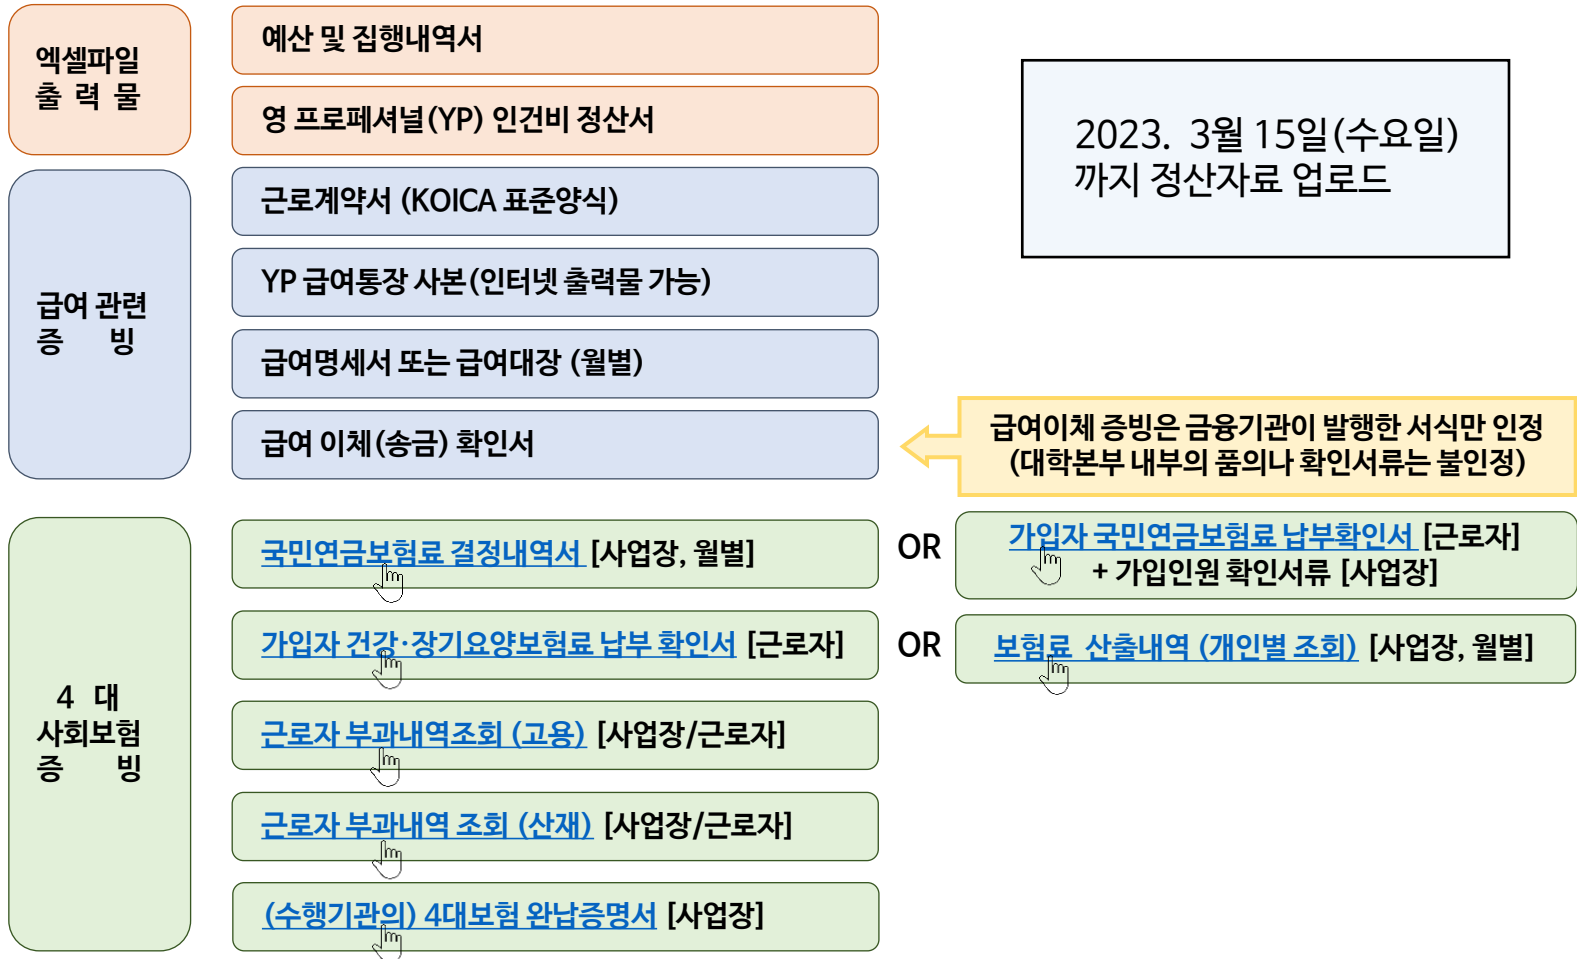 엑셀파일
출 력 물
예산 및 집행내역서
영 프로페셔널(YP) 인건비 정산서
2023. 3월 15일(수요일)
까지 정산자료 업로드
급여 관련
증 빙
근로계약서 (KOICA 표준양식)
YP 급여통장 사본(인터넷 출력물 가능)
급여명세서 또는 급여대장 (월별)
급여 이체(송금) 확인서
급여이체 증빙은 금융기관이 발행한 서식만 인정
(대학본부 내부의 품의나 확인서류는 불인정)
4 대
사회보험
증 빙
국민연금보험료 결정내역서 [사업장, 월별]
OR
가입자 국민연금보험료 납부확인서 [근로자]
+ 가입인원 확인서류 [사업장]
가입자 건강·장기요양보험료 납부 확인서 [근로자]
OR
보험료 산출내역 (개인별 조회) [사업장, 월별]
근로자 부과내역조회 (고용) [사업장/근로자]
근로자 부과내역 조회 (산재) [사업장/근로자]
(수행기관의) 4대보험 완납증명서 [사업장]